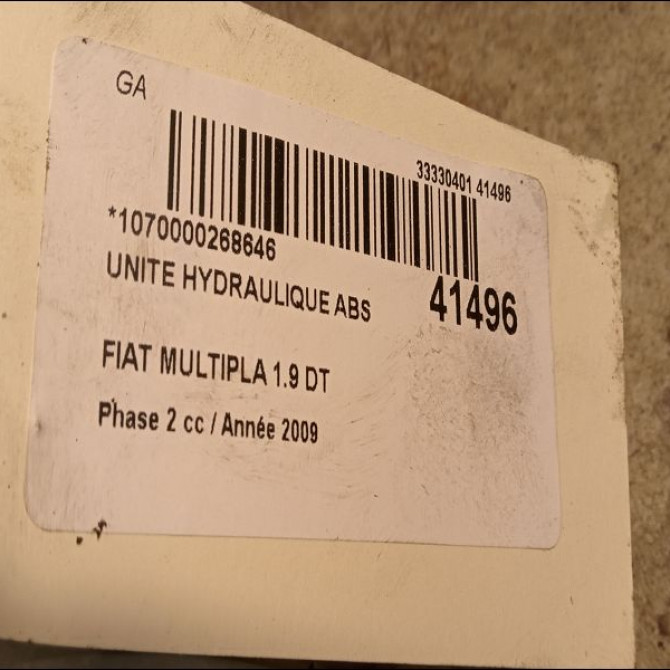 GA
33330401 41496
*1070000268646
UNITE HYDRAULIQUE ABS
41496
FIAT MULTIPLA 1.9 DT
Phase 2 cc / Année 2009